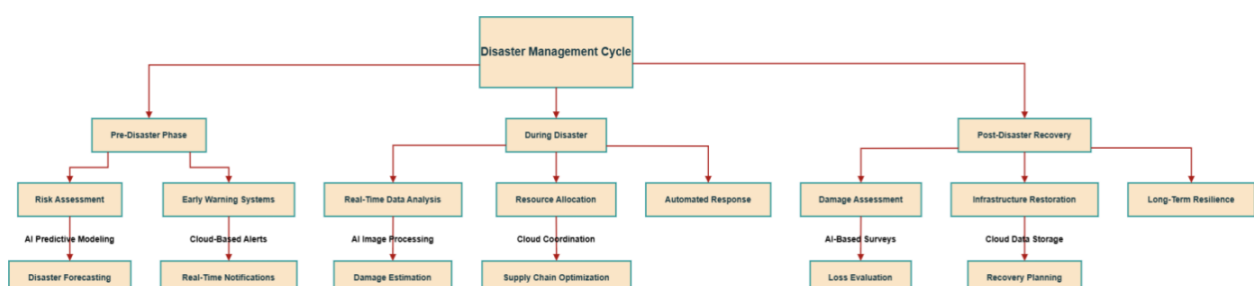 Disaster Management Cycle
Pre-Disaster Phase
During Disaster
Post-Disaster Recovery
Risk Assessment
Early Warning Systems
Real-Time Data Analysis
Resource Allocation
Automated Response
Damage Assessment
Infrastructure Restoration
Long-Term Resilience
AI Predictive Modeling
Cloud-Based Alerts
AI Image Processing
Cloud Coordination
AI-Based Surveys
Cloud Data Storage
Disaster Forecasting
Real-Time Notifications
Damage Estimation
Supply Chain Optimization
Loss Evaluation
Recovery Planning